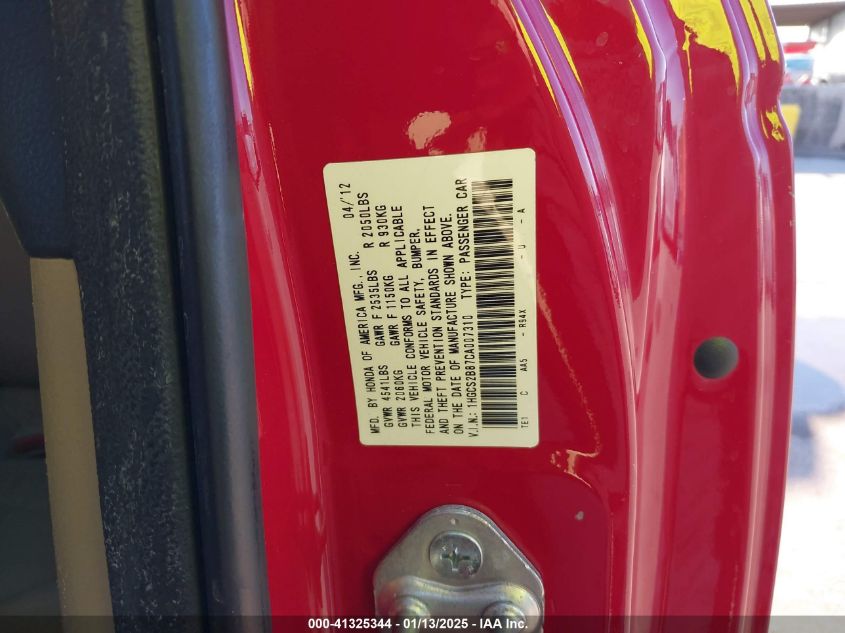 MFD. BY HONDA OF AMERICA MFG., INC. 04/12
GVWR 4541LBS GAWR F 2535LBS R 2050LBS
GVWR 2060KG GAWR F 1150KG R 930KG
THIS VEHICLE CONFORMS TO ALL APPLICABLE
FEDERAL MOTOR VEHICLE SAFETY, BUMPER,
AND THEFT PREVENTION STANDARDS IN EFFECT
ON THE DATE OF MANUFACTURE SHOWN ABOVE.
V.I.N.: 1HGCS2B87CA007310 TYPE: PASSENGER CAR
TE1 C AA5 - R94X - U - A
000-41325344 — 01/13/2025 — IAA Inc.